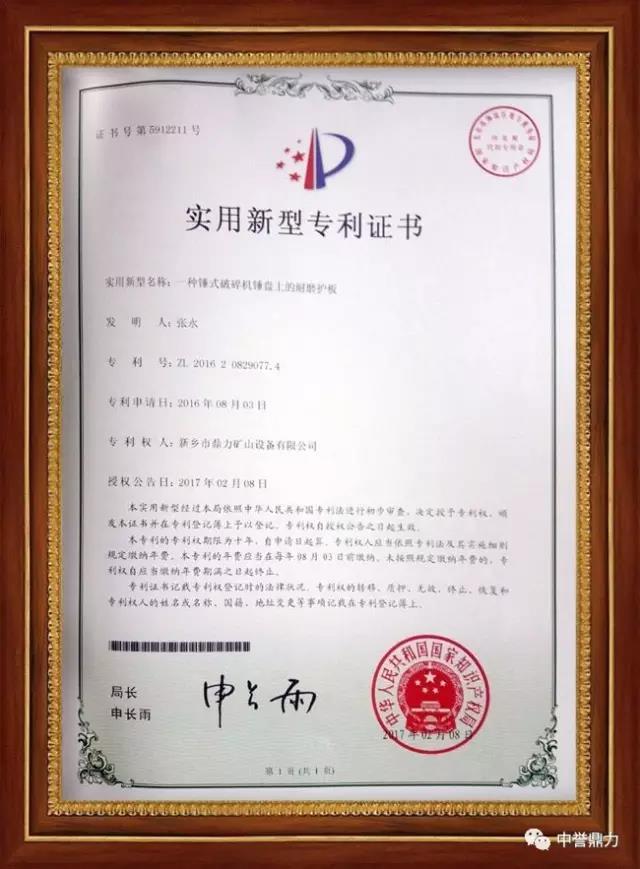 证书号第5912211号
实用新型专利证书
实用新型名称：一种锤式破碎机锤盘上的耐磨护板
发明人：张永
专利号：ZL 2016 2 0829077.4
专利申请日：2016年08月03日
专利权人：新乡市鼎力矿山设备有限公司
授权公告日：2017年02月08日
本实用新型经过本局依照中华人民共和国专利法进行初步审查，决定授予专利权，颁
发本证书并在专利登记簿上予以登记。专利权自授权公告之日起生效。
本专利的专利权期限为十年，自申请日起算。专利权人应当依照专利法及其实施细则
规定缴纳年费。本专利的年费应当在每年08月03日前缴纳。未按照规定缴纳年费的，专
利权自应当缴纳年费期满之日起终止。
专利证书记载专利权登记时的法律状况。专利权的转移、质押、无效、终止、恢复和
专利权人的姓名或名称、国籍、地址变更等事项记载在专利登记簿上。
局长
申长雨
申长雨
中华人民共和国国家知识产权局
2017年02月08日
第1页(共1页)
中誉鼎力